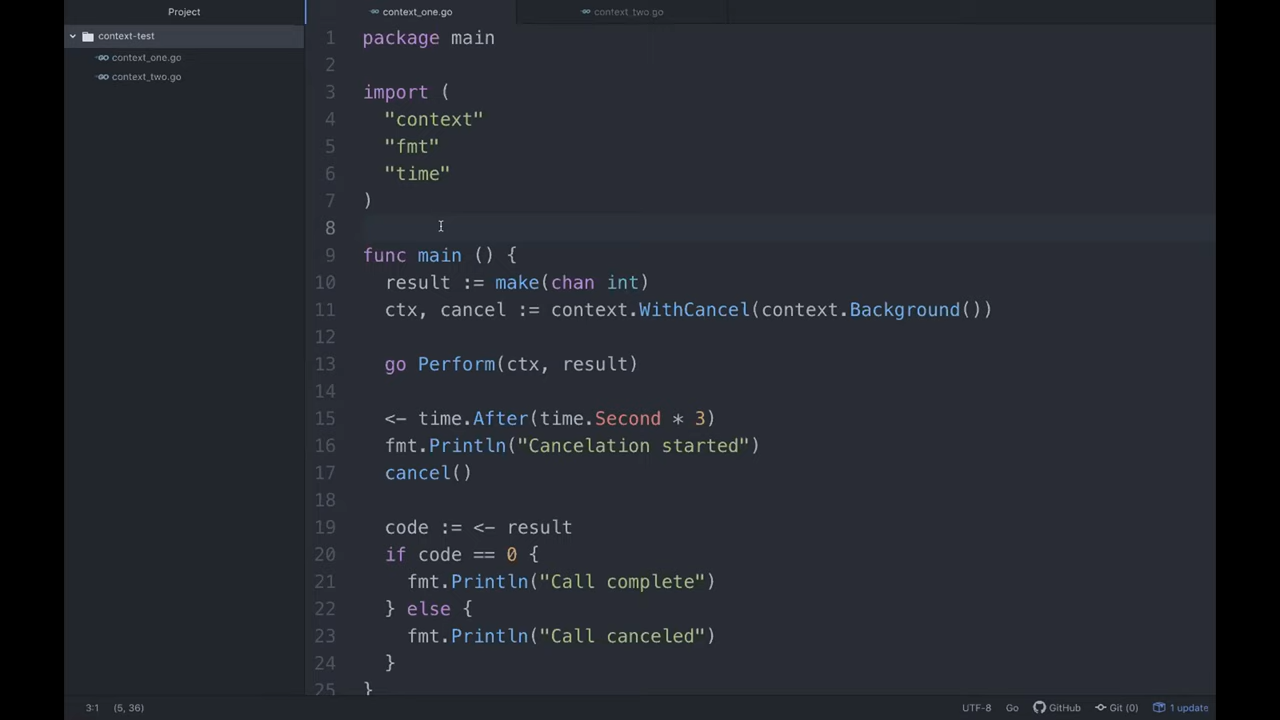 Project
context-test
context_one.go
context_two.go
context_one.go
context_two.go
1 package main
2
3 import (
4 "context"
5 "fmt"
6 "time"
7 )
8
9 func main () {
10 result := make(chan int)
11 ctx, cancel := context.WithCancel(context.Background())
12
13 go Perform(ctx, result)
14
15 <- time.After(time.Second * 3)
16 fmt.Println("Cancelation started")
17 cancel()
18
19 code := <- result
20 if code == 0 {
21 fmt.Println("Call complete")
22 } else {
23 fmt.Println("Call canceled")
24 }
25 }
3:1 (5, 36) UTF-8 Go GitHub Git (0) 1 update